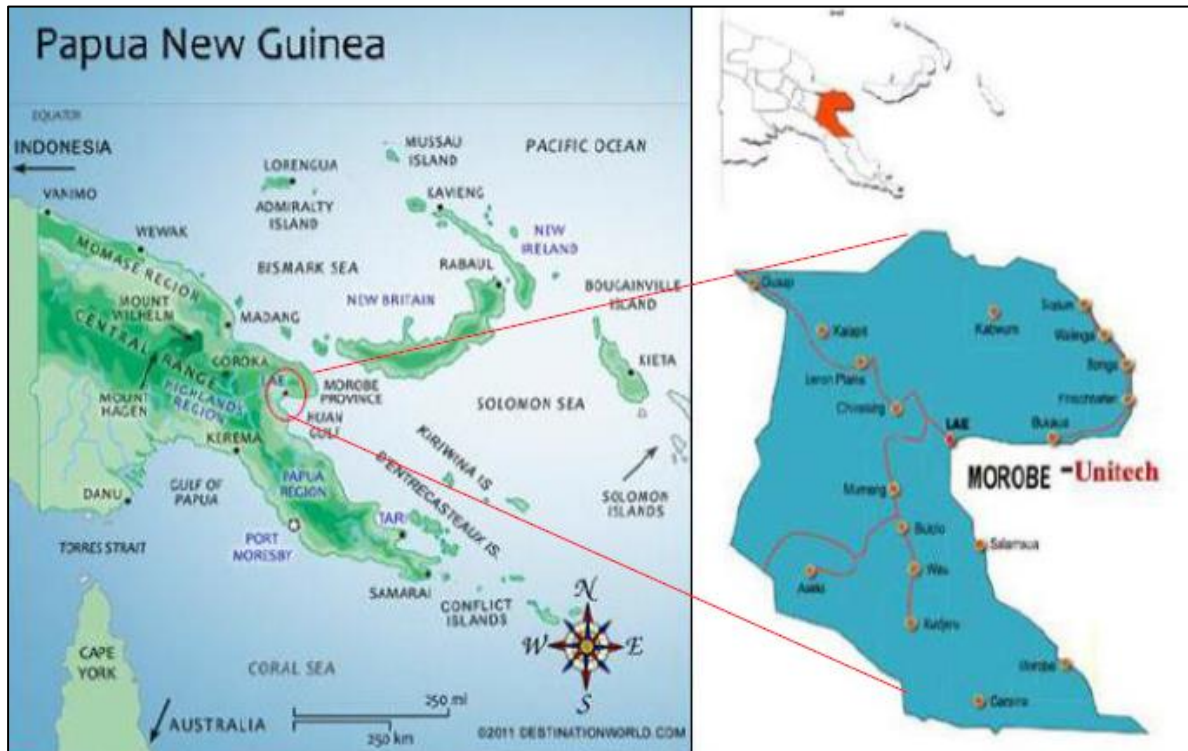 Papua New Guinea
EQUATOR
INDONESIA
VANIMO
WEWAK
LORENGUA
ADMIRALTY
ISLAND
MUSSAU
ISLAND
PACIFIC OCEAN
KAVIENG
NEW
IRELAND
BISMARK SEA
RABAUL
NEW BRITAIN
BOUGAINVILLE
ISLAND
KIETA
MOMASE REGION
MOUNT
WILHELM
MADANG
CENTRAL RANGE
GOROKA
LAE
MOROBE
PROVINCE
MOUNT
HAGEN
HIGHLANDS
REGION
HUAN
GULF
SOLOMON SEA
KEREMA
KIRIWINA IS.
D'ENTRECASTEAUX IS.
SOLOMON
ISLANDS
DANU
GULF OF
PAPUA
PAPUA
REGION
TORRES STRAIT
PORT
MORESBY
TARI
SAMARAI
CONFLICT
ISLANDS
N
W
E
S
CAPE
YORK
CORAL SEA
250 mi
250 km
AUSTRALIA
©2011 DESTINATIONWORLD.COM
Kaiapit
Kabwum
Leron Plains
LAE
MOROBE -Unitech
Mumeng
Bulolo
Salamaua
Wau
Aseki
Garaina